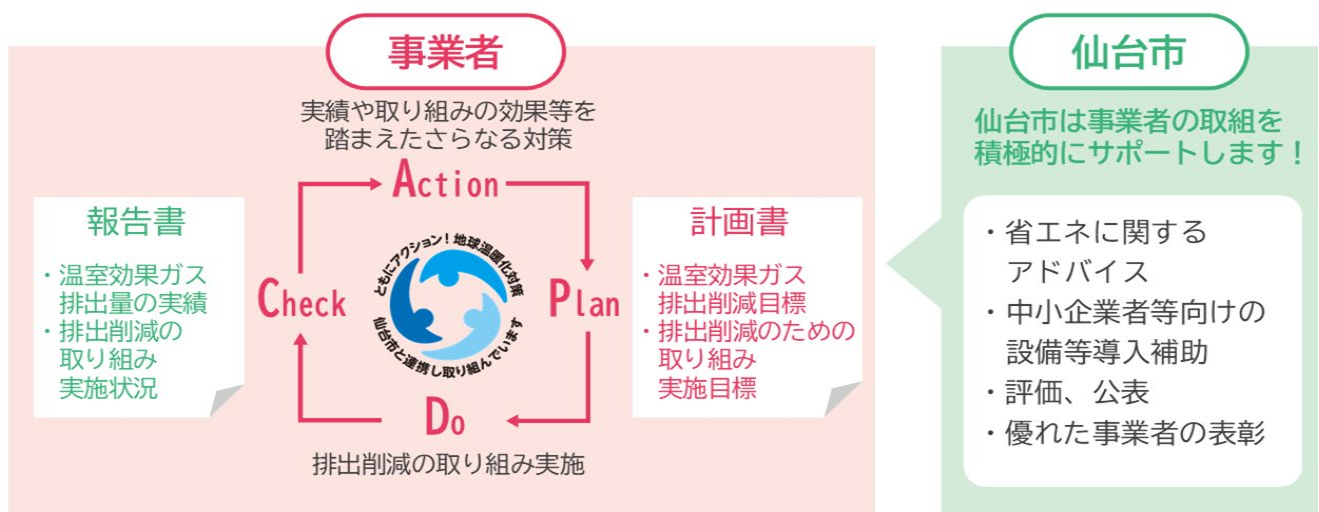 事業者
実績や取り組みの効果等を
踏まえたさらなる対策
Action
報告書
・温室効果ガス
排出量の実績
・排出削減の
取り組み
実施状況
Check
ともにアクション！地球温暖化対策
仙台市と連携し取り組んでいます
Plan
計画書
・温室効果ガス
排出削減目標
・排出削減のための
取り組み
実施目標
Do
排出削減の取り組み実施
仙台市
仙台市は事業者の取組を
積極的にサポートします！
・省エネに関する
アドバイス
・中小企業者等向けの
設備等導入補助
・評価、公表
・優れた事業者の表彰